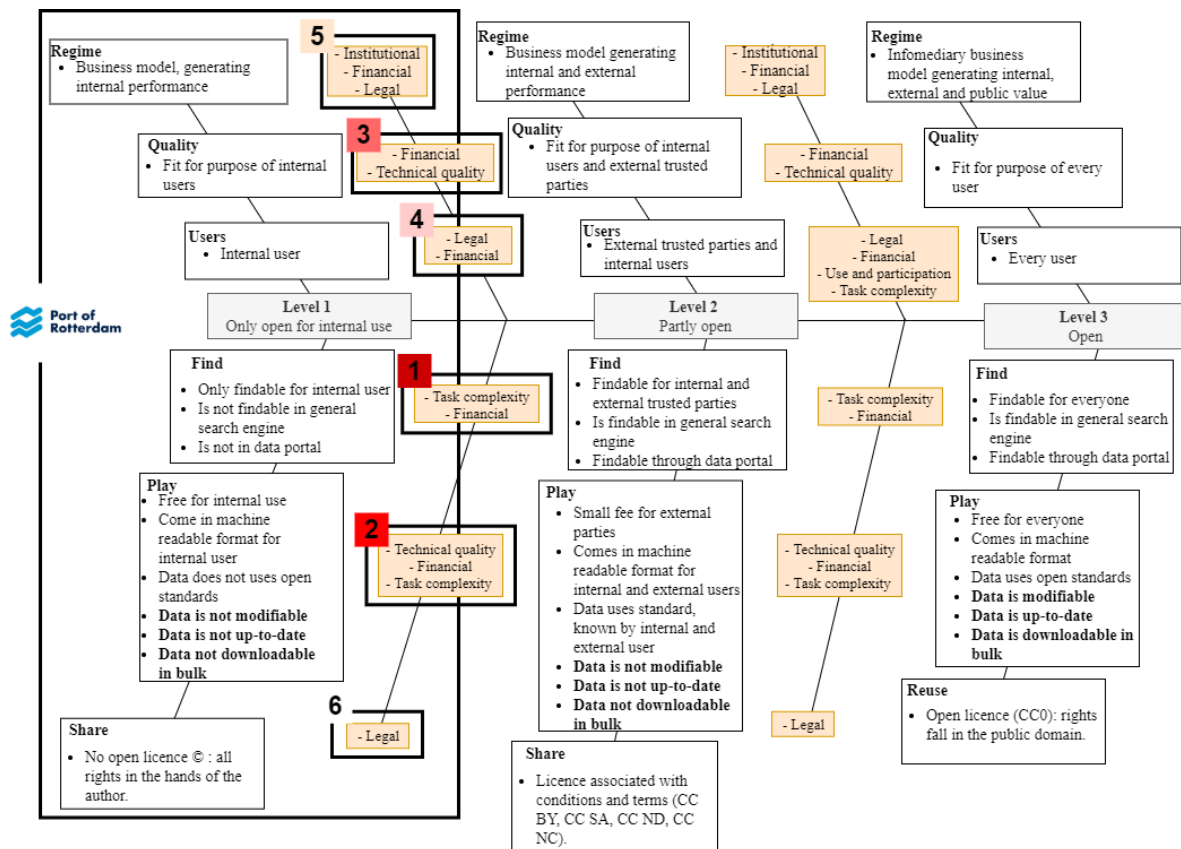 5
Regime
• Business model, generating
internal performance
- Institutional
- Financial
- Legal
Regime
• Business model generating
internal and external
performance
- Institutional
- Financial
- Legal
Regime
• Infomediary business
model generating internal,
external and public value
3
Quality
• Fit for purpose of internal
users
- Financial
- Technical quality
Quality
• Fit for purpose of internal
users and external trusted
parties
- Financial
- Technical quality
Quality
• Fit for purpose of every
user
4
Users
• Internal user
- Legal
- Financial
Users
• External trusted parties and
internal users
- Legal
- Financial
- Use and participation
- Task complexity
Users
• Every user
Port of
Rotterdam
Level 1
Only open for internal use
Level 2
Partly open
Level 3
Open
Find
• Only findable for internal user
• Is not findable in general
search engine
• Is not in data portal
1
- Task complexity
- Financial
Find
• Findable for internal and
external trusted parties
• Is findable in general search
engine
• Findable through data portal
- Task complexity
- Financial
Find
• Findable for everyone
• Is findable in general search
engine
• Findable through data portal
Play
• Free for internal use
• Come in machine
readable format for
internal user
• Data does not uses open
standards
• Data is not modifiable
• Data is not up-to-date
• Data not downloadable
in bulk
2
- Technical quality
- Financial
- Task complexity
Play
• Small fee for external
parties
• Comes in machine
readable format for
internal and external users
• Data uses standard,
known by internal and
external user
• Data is not modifiable
• Data is not up-to-date
• Data not downloadable
in bulk
- Technical quality
- Financial
- Task complexity
Play
• Free for everyone
• Comes in machine
readable format
• Data uses open standards
• Data is modifiable
• Data is up-to-date
• Data is downloadable in
bulk
6
Share
• No open licence © : all
rights in the hands of the
author.
- Legal
Share
• Licence associated with
conditions and terms (CC
BY, CC SA, CC ND, CC
NC).
- Legal
Reuse
• Open licence (CC0): rights
fall in the public domain.